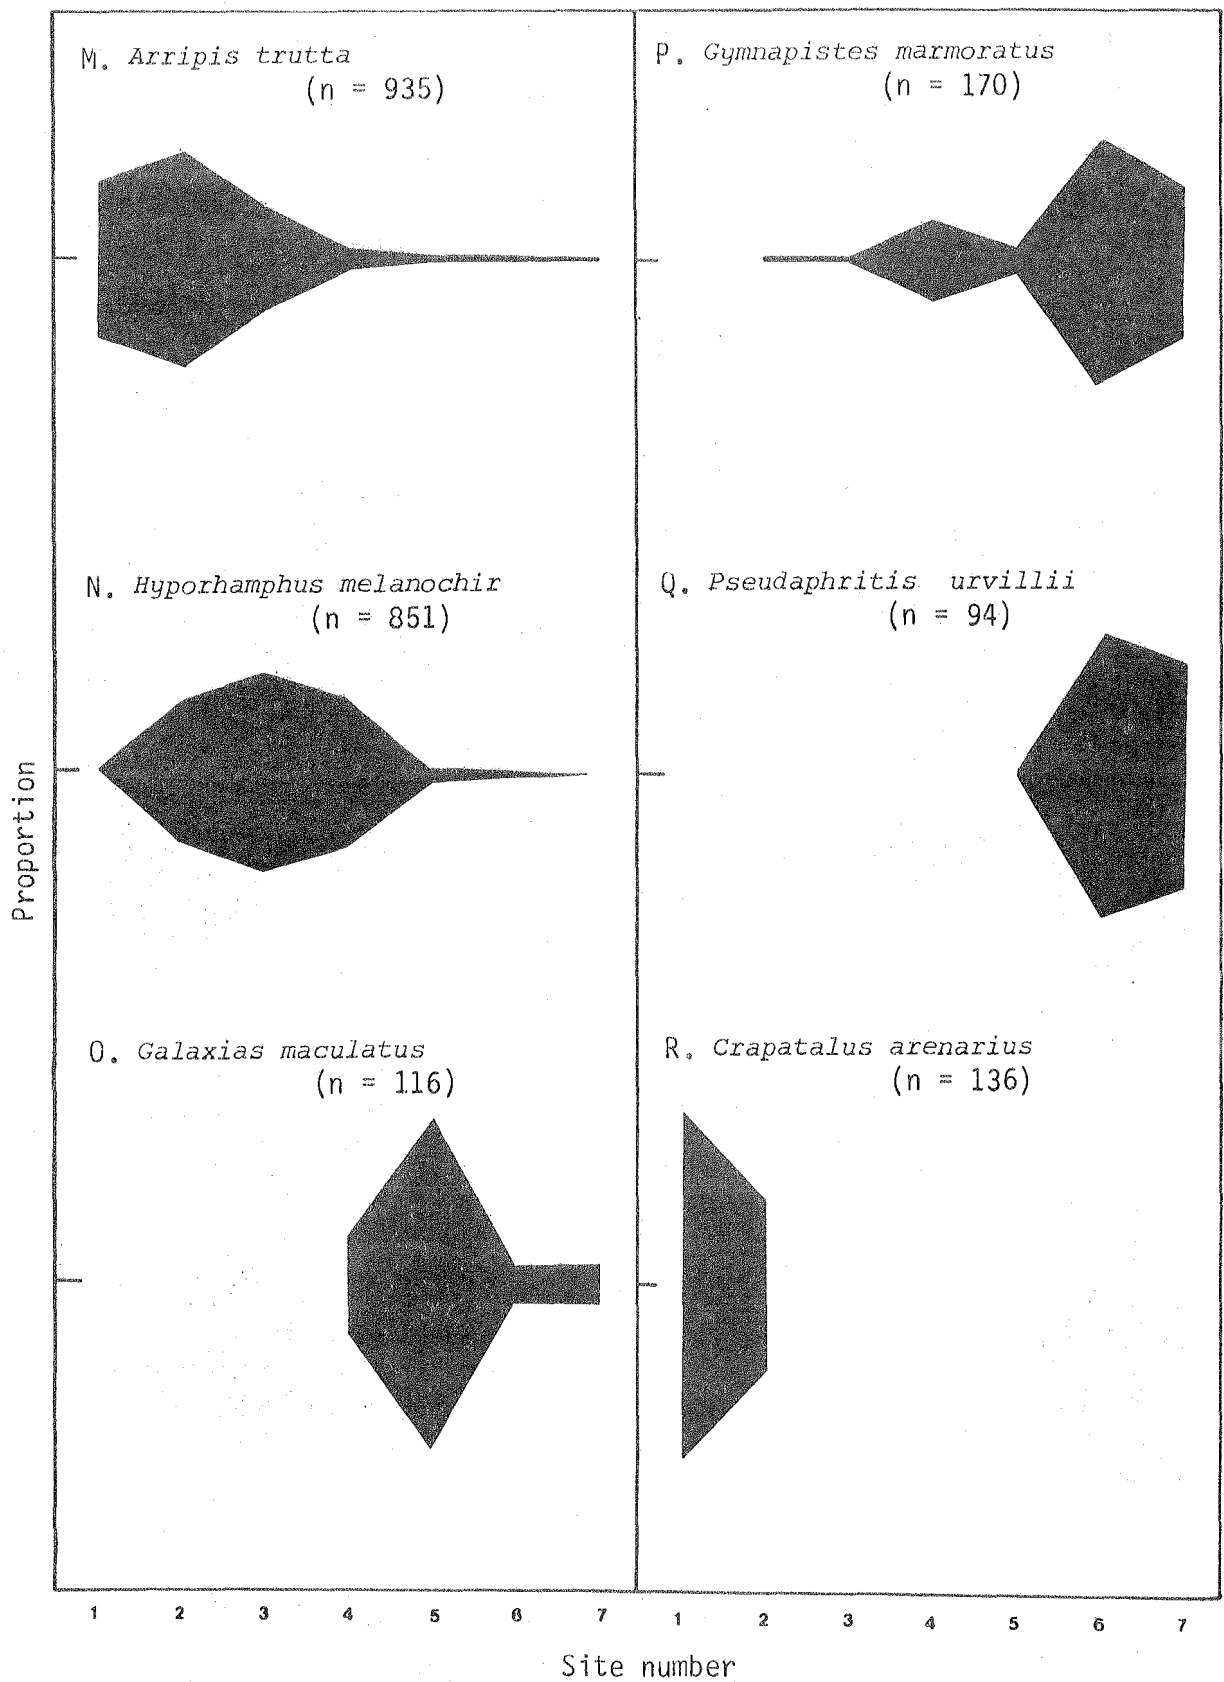 M. Arripis trutta
(n = 935)
P. Gymnapistes marmoratus
(n = 170)
N. Hyporhamphus melanochir
(n = 851)
Q. Pseudaphritis urvillii
(n = 94)
Proportion
O. Galaxias maculatus
(n = 116)
R. Crapatalus arenarius
(n = 136)
1 2 3 4 5 6 7 1 2 3 4 5 6 7
Site number